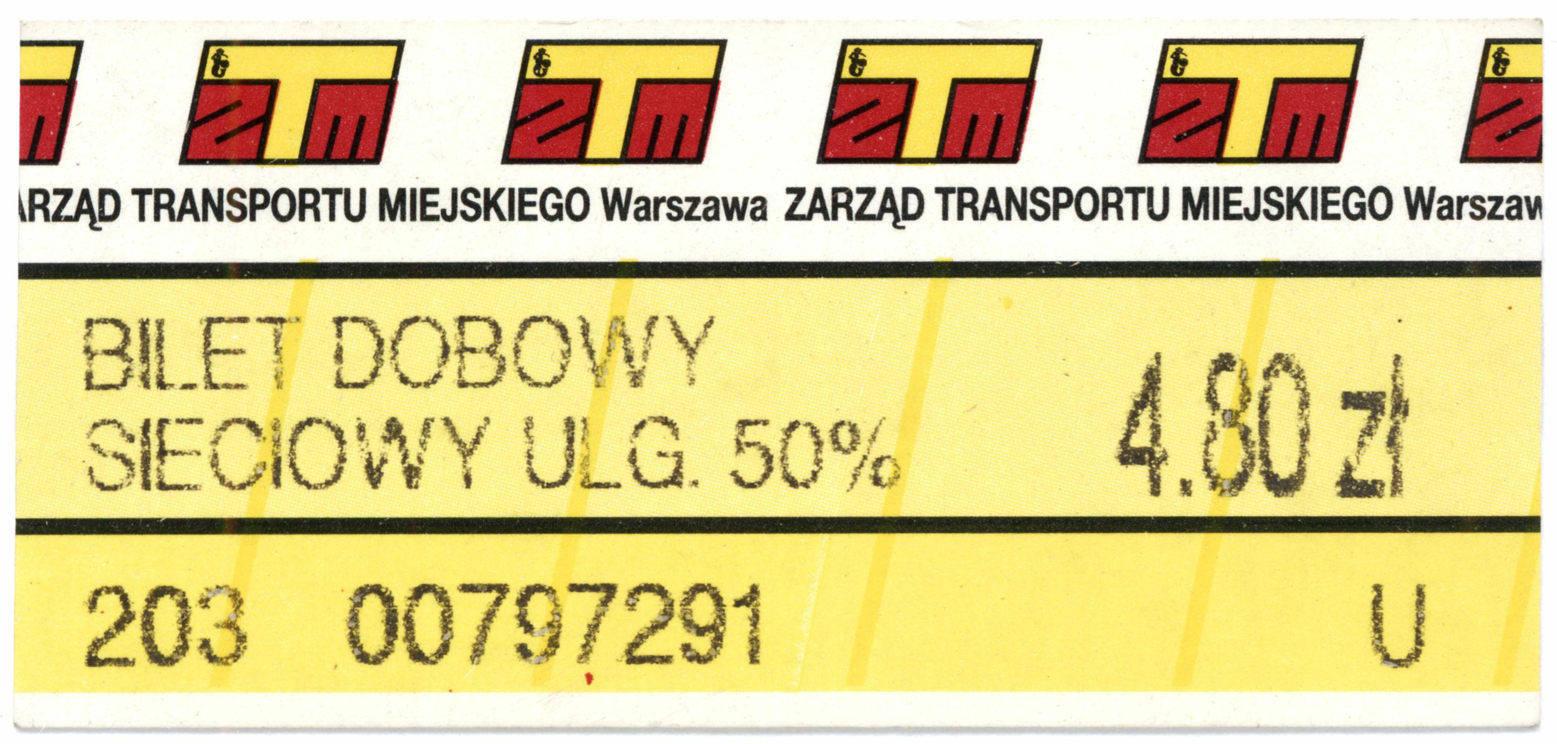 ZTM ZTM ZTM ZTM
ARZĄD TRANSPORTU MIEJSKIEGO Warszawa ZARZĄD TRANSPORTU MIEJSKIEGO Warszaw
BILET DOBOWY
SIECIOWY ULG. 50%
4.80 zł
203 00797291 U